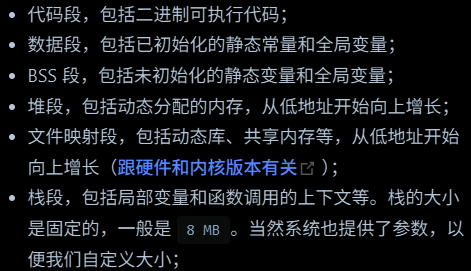 代码段，包括二进制可执行代码；
数据段，包括已初始化的静态常量和全局变量；
BSS 段，包括未初始化的静态变量和全局变量；
堆段，包括动态分配的内存，从低地址开始向上增长；
文件映射段，包括动态库、共享内存等，从低地址开始
向上增长（跟硬件和内核版本有关）；
栈段，包括局部变量和函数调用的上下文等。栈的大小
是固定的，一般是 8 MB 。当然系统也提供了参数，以
便我们自定义大小；